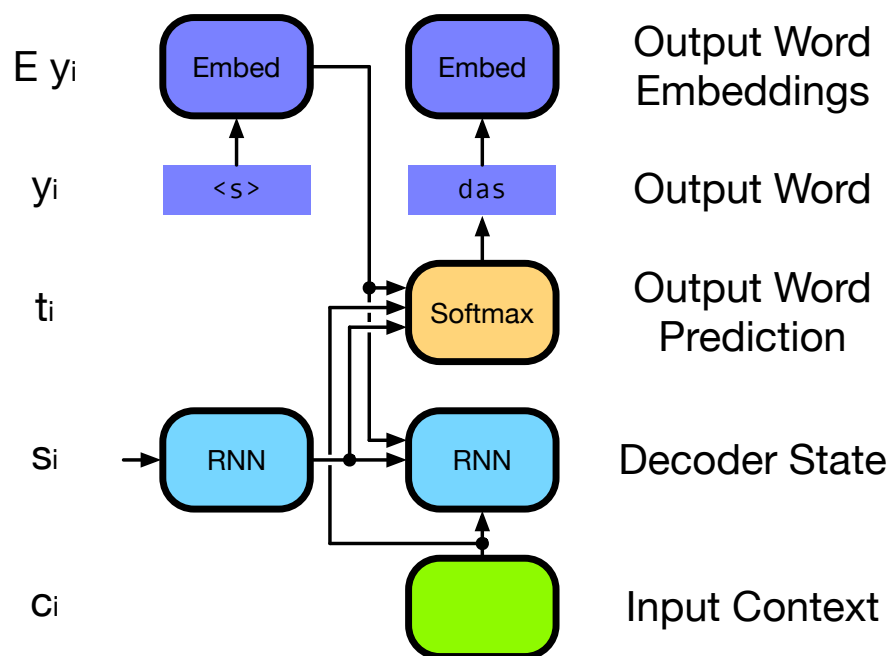 E yi
Embed
Embed
Output Word
Embeddings
yi
<s>
das
Output Word
ti
Softmax
Output Word
Prediction
si
RNN
RNN
Decoder State
ci
Input Context